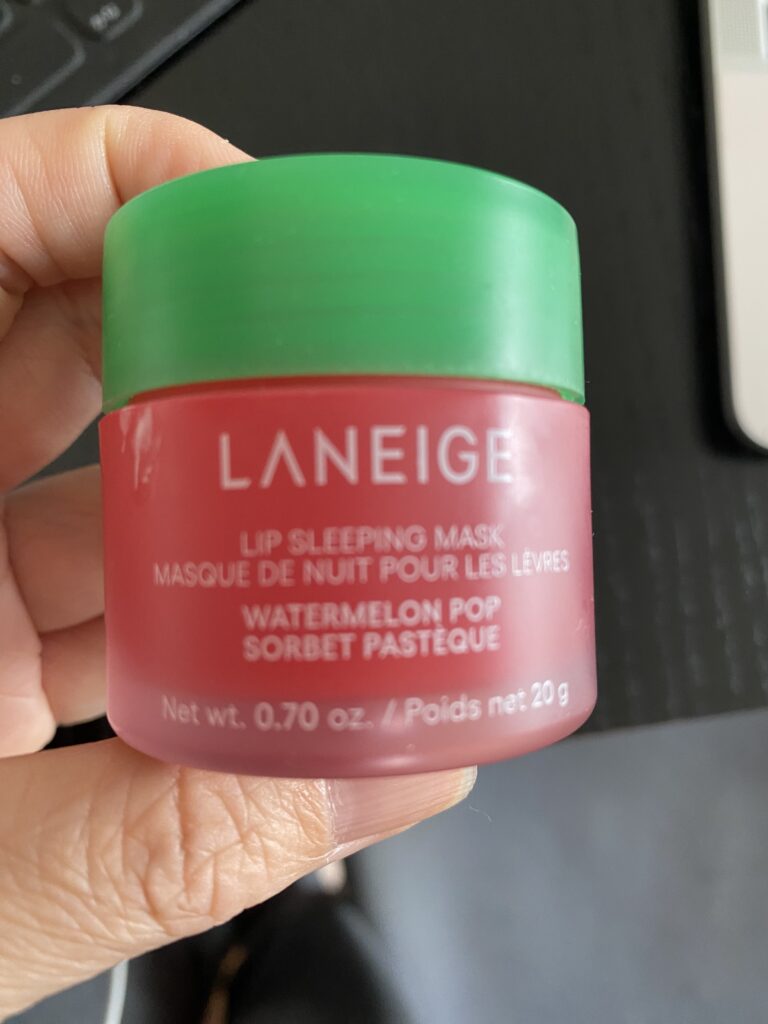 LANEIGE
LIP SLEEPING MASK
MASQUE DE NUIT POUR LES LÈVRES
WATERMELON POP
SORBET PASTÈQUE
Net wt. 0.70 oz. / Poids net 20 g